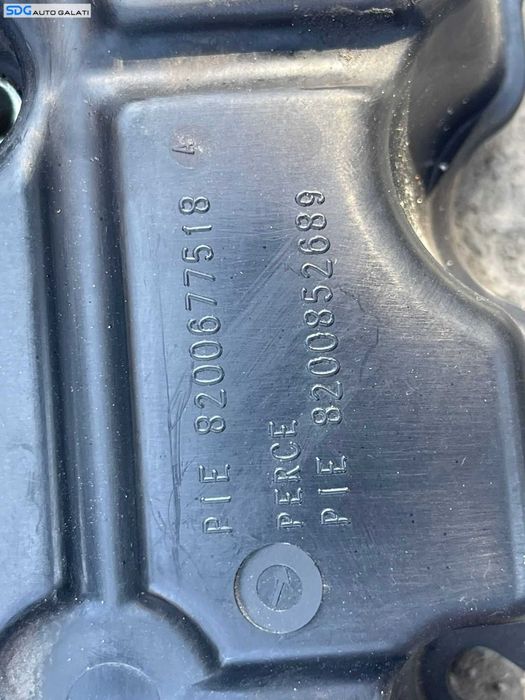 SDG AUTO GALATI
PIE 8200677518 A
PERCE
PIE 8200852689